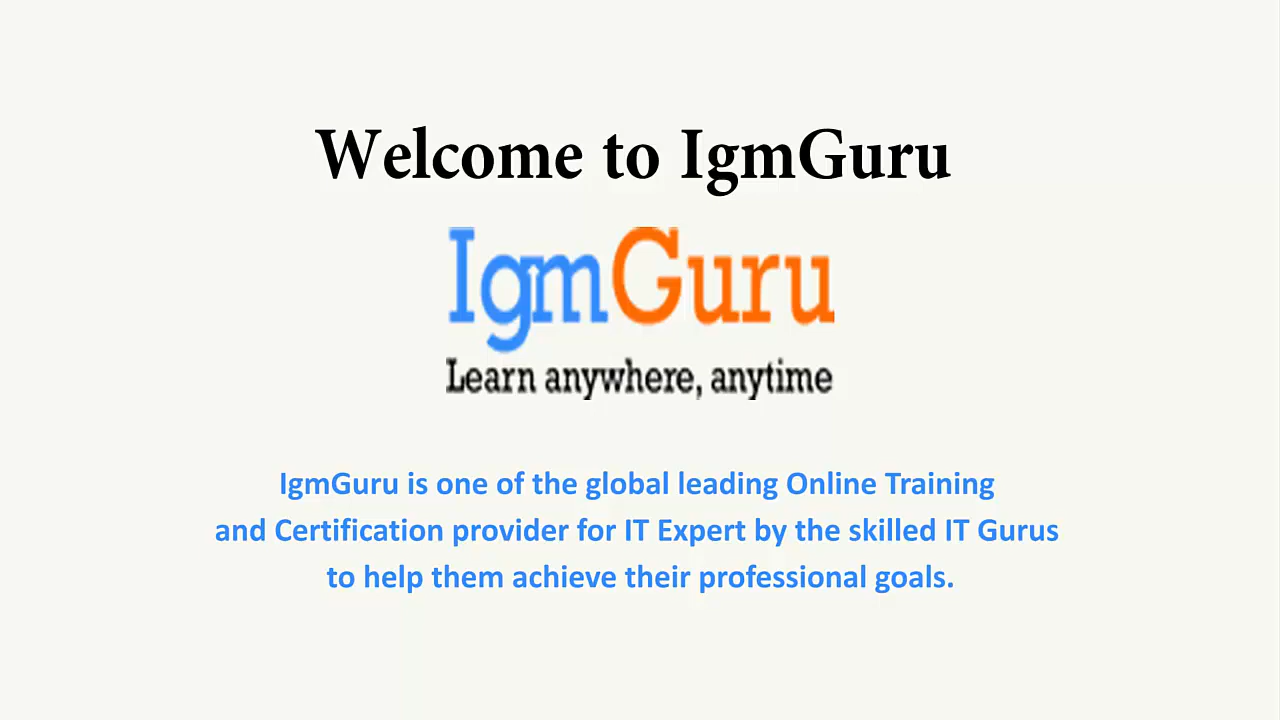 Welcome to IgmGuru
IgmGuru
Learn anywhere, anytime
IgmGuru is one of the global leading Online Training
and Certification provider for IT Expert by the skilled IT Gurus
to help them achieve their professional goals.